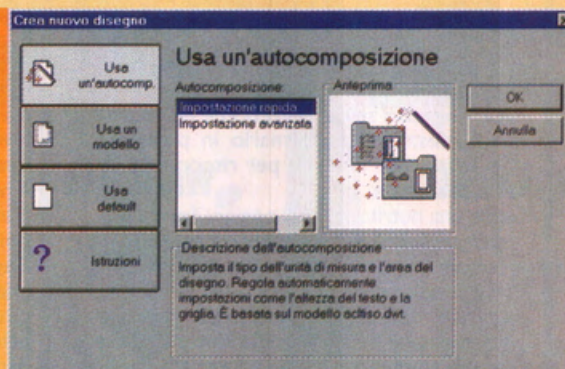 Crea nuovo disegno
Usa
un'autocomp.
Usa un
modello
Usa
default
Istruzioni
Usa un'autocomposizione
Autocomposizione:
Impostazione rapida
Impostazione avanzata
Anteprima
OK
Annulla
Descrizione dell'autocomposizione
Imposta il tipo dell'unità di misura e l'area del
disegno. Regola automaticamente
impostazioni come l'altezza del testo e la
griglia. È basata sul modello acltiso.dwt.